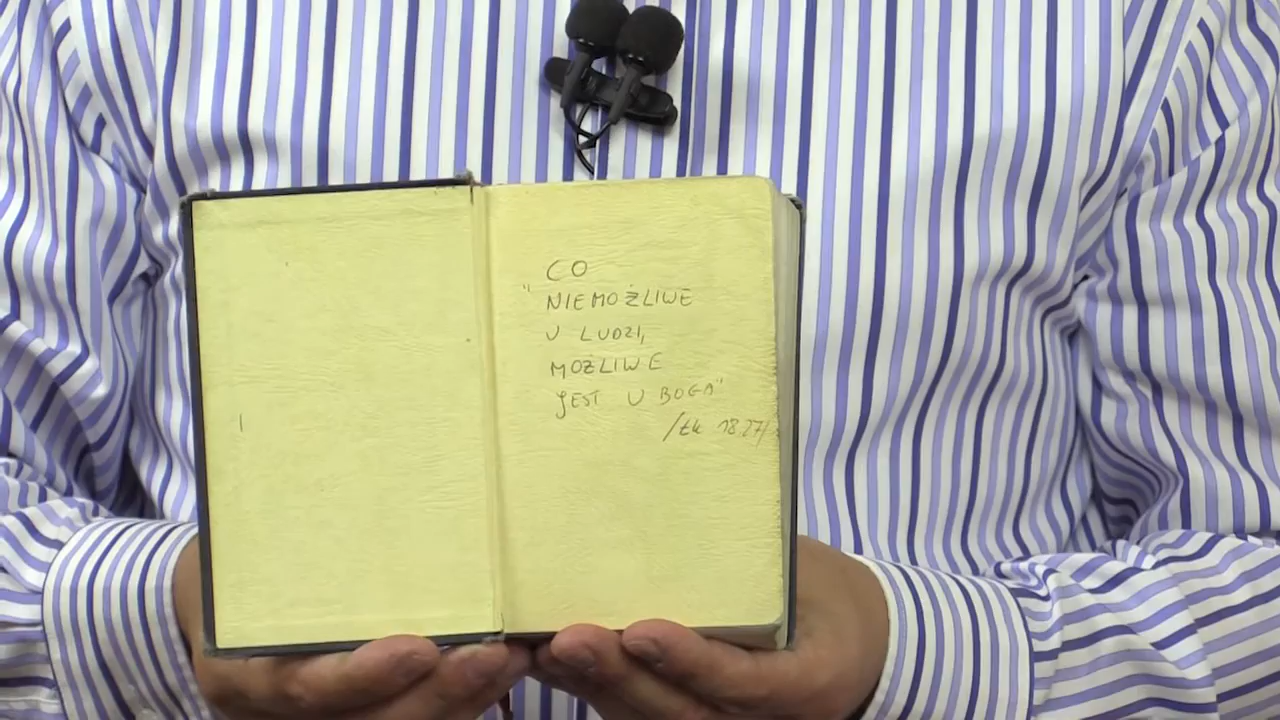 CO
"NIEMOŻLIWE
U LUDZI,
MOŻLIWE
JEST U BOGA"
/Łk 18.27/